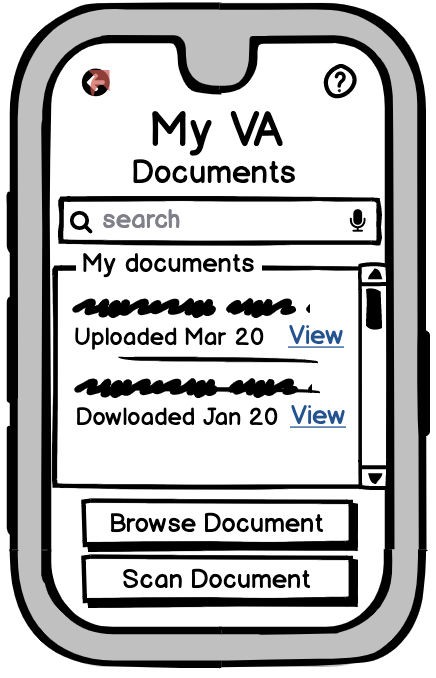 ?
My VA
Documents
search
My documents
Uploaded Mar 20 View
Dowloaded Jan 20 View
Browse Document
Scan Document